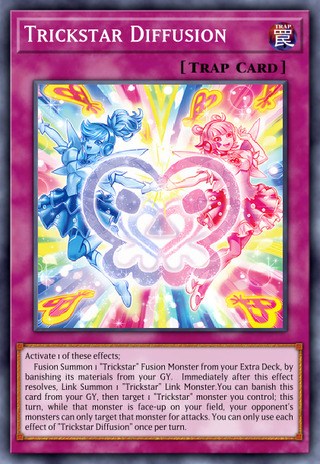 Trickstar Diffusion
TRAP
罠
[ Trap Card ]
Activate 1 of these effects;
Fusion Summon 1 "Trickstar" Fusion Monster from your Extra Deck, by
banishing its materials from your GY. Immediately after this effect
resolves, Link Summon 1 "Trickstar" Link Monster.You can banish this
card from your GY, then target 1 "Trickstar" monster you control; this
turn, while that monster is face-up on your field, your opponent's
monsters can only target that monster for attacks. You can only use each
effect of "Trickstar Diffusion" once per turn.